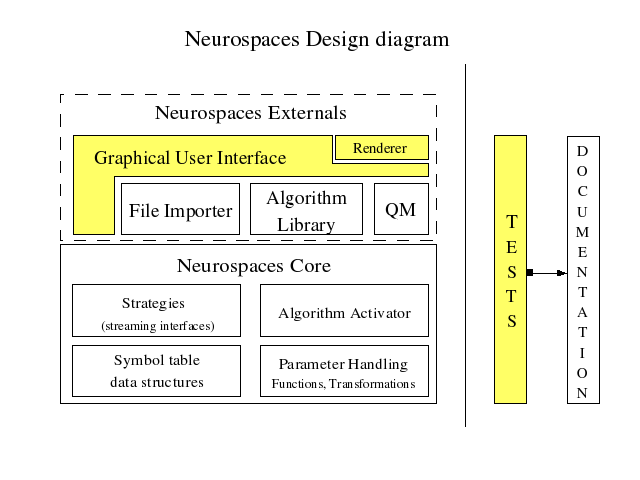 Neurospaces Design diagram
Neurospaces Externals
Graphical User Interface
Renderer
File Importer
Algorithm
Library
QM
Neurospaces Core
Strategies
(streaming interfaces)
Algorithm Activator
Symbol table
data structures
Parameter Handling
Functions, Transformations
TESTS
DOCUMENTATION